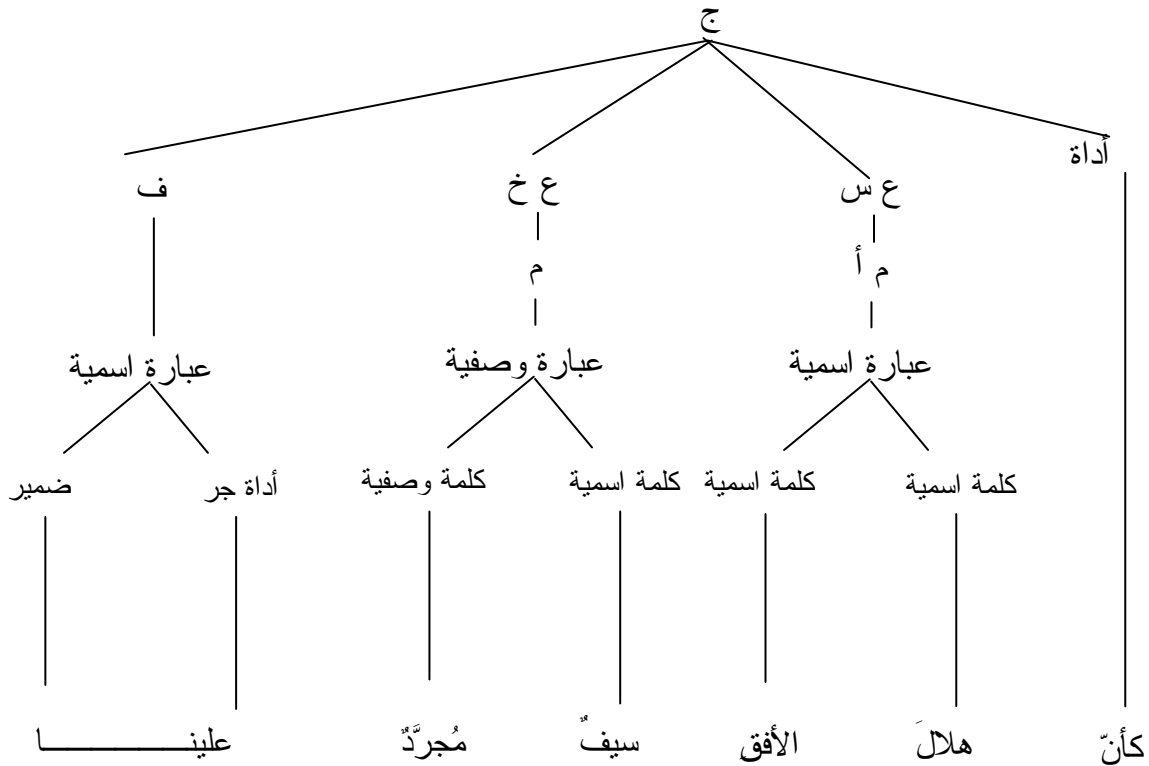 ج
أداة
ع س
ع خ
ف
م أ
م
عبارة اسمية
عبارة وصفية
عبارة اسمية
كلمة اسمية
كلمة اسمية
كلمة اسمية
كلمة وصفية
أداة جر
ضمير
كأنّ هلالَ الأفقِ سيفٌ مُجرَّدٌ علينـــــــــا